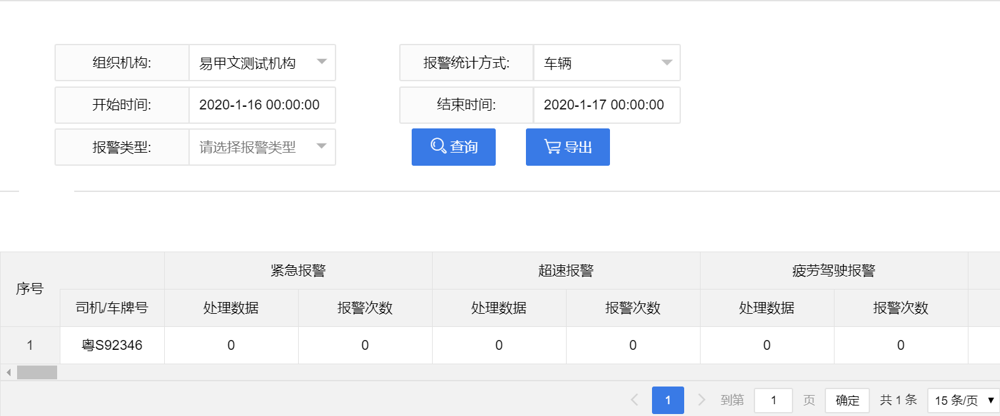 组织机构: 易甲文测试机构 报警统计方式: 车辆
开始时间: 2020-1-16 00:00:00 结束时间: 2020-1-17 00:00:00
报警类型: 请选择报警类型 查询 导出
紧急报警 超速报警 疲劳驾驶报警
序号
司机/车牌号 处理数据 报警次数 处理数据 报警次数 处理数据 报警次数
1 粤S92346 0 0 0 0 0 0
1 到第 1 页 确定 共 1 条 15 条/页